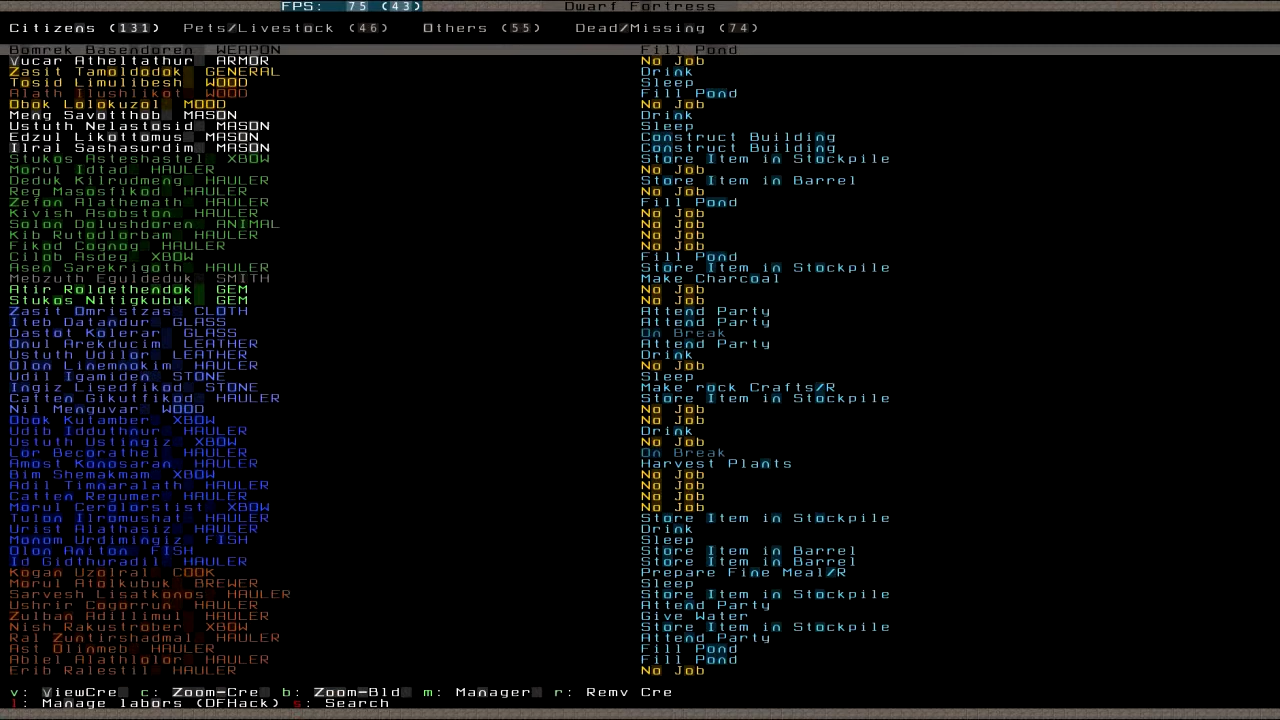 FPS: 75 (43) Dwarf Fortress
Citizens (131) Pets/Livestock (46) Others (55) Dead/Missing (74)
Bomrek Basendoren WEAPON Fill Pond
Vucar Atheltathur ARMOR No Job
Zasit Tamoldodok GENERAL Drink
Tosid Limulibesh WOOD Sleep
Alath Ilushlikot WOOD Fill Pond
Obok Lolokuzol MOOD No Job
Meng Savotthob MASON Drink
Ustuth Nelastosid MASON Sleep
Edzul Likottomus MASON Construct Building
Ilral Sashasurdim MASON Construct Building
Stukos Asteshastel XBOW Store Item in Stockpile
Morul Idtad HAULER No Job
Deduk Kilrudmeng HAULER Store Item in Barrel
Reg Masosfikod HAULER No Job
Zefon Alathemath HAULER Fill Pond
Kivish Asobston HAULER No Job
Solon Dolushdoren ANIMAL No Job
Kib Rutodlorbam HAULER No Job
Fikod Cognog HAULER No Job
Cilob Asdeg XBOW Fill Pond
Asen Sarekrigoth HAULER Store Item in Stockpile
Mebzuth Eguldeduk SMITH Make Charcoal
Atir Roldethendok GEM No Job
Stukos Nitigkubuk GEM No Job
Zasit Omristzas CLOTH Attend Party
Iteb Datandur GLASS Attend Party
Dastot Kolerar GLASS On Break
Onul Arekducim LEATHER Attend Party
Ustuth Udilor LEATHER Drink
Olon Linemnokim HAULER No Job
Udil Igamiden STONE Sleep
Ingiz Lisedfikod STONE Make rock Crafts/R
Catten Gikutfikod HAULER Store Item in Stockpile
Nil Menguvar WOOD No Job
Obok Kutamber XBOW No Job
Udib Idduthnur HAULER Drink
Ustuth Ustingiz XBOW No Job
Lor Becorathel HAULER On Break
Amost Konosaran HAULER Harvest Plants
Bim Shemakmam XBOW No Job
Adil Timnaralath HAULER No Job
Catten Regumer HAULER No Job
Morul Cerolorstist XBOW No Job
Tulon Ilromushat HAULER Store Item in Stockpile
Urist Alathasiz HAULER Drink
Monom Urdimingiz FISH Sleep
Olon Aniton FISH Store Item in Barrel
Id Gidthuradil HAULER Store Item in Barrel
Kogan Uzolral COOK Prepare Fine Meal/R
Morul Atolkubuk BREWER Sleep
Sarvesh Lisatkonos HAULER Store Item in Stockpile
Ushrir Cogorrun HAULER Attend Party
Zulban Adillimul HAULER Give Water
Nish Rakustrober XBOW Store Item in Stockpile
Ral Zuntirshadmal HAULER Attend Party
Ast Olinmeb HAULER Fill Pond
Ablel Alathlolor HAULER Fill Pond
Erib Ralestil HAULER No Job
v: ViewCre c: Zoom-Cre b: Zoom-Bld m: Manager r: Remv Cre
l: Manage labors (DFHack) s: Search